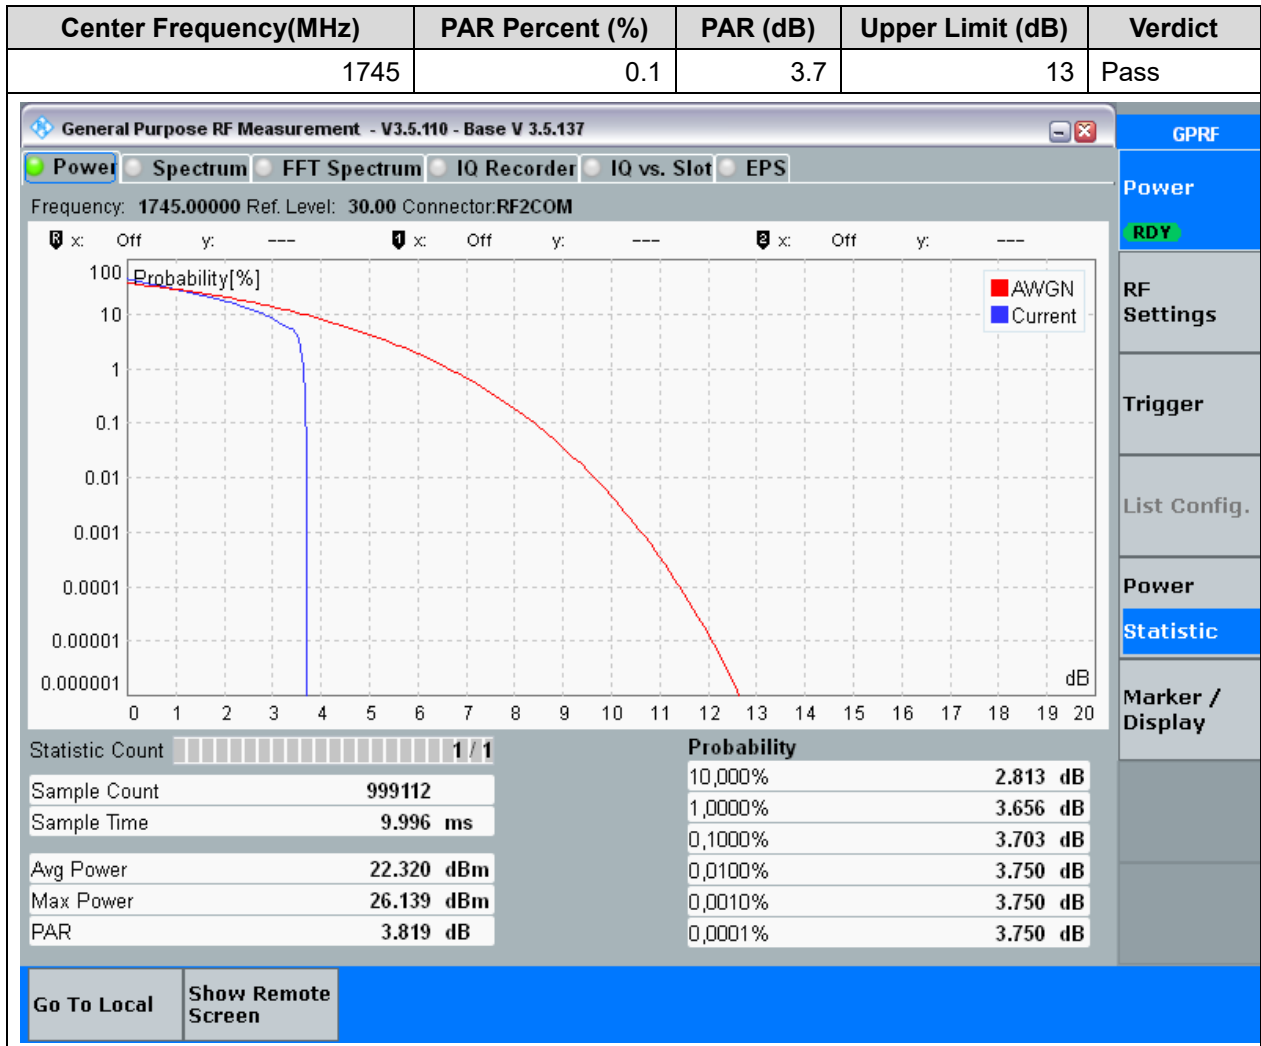 Center Frequency(MHz) PAR Percent (%) PAR (dB) Upper Limit (dB) Verdict
1745 0.1 3.7 13 Pass
General Purpose RF Measurement - V3.5.110 - Base V 3.5.137
GPRF
Power Spectrum FFT Spectrum IQ Recorder IQ vs. Slot EPS
Power
RDY
Frequency: 1745.00000 Ref. Level: 30.00 Connector:RF2COM
R x: Off y: --- 1 x: Off y: --- 2 x: Off y: ---
Probability[%]
AWGN
Current
100
10
1
0.1
0.01
0.001
0.0001
0.00001
0.000001
dB
0 1 2 3 4 5 6 7 8 9 10 11 12 13 14 15 16 17 18 19 20
RF
Settings
Trigger
List Config.
Power
Statistic
Marker /
Display
Statistic Count 1 / 1
Sample Count 999112
Sample Time 9.996 ms
Avg Power 22.320 dBm
Max Power 26.139 dBm
PAR 3.819 dB
Probability
10,000% 2.813 dB
1,0000% 3.656 dB
0,1000% 3.703 dB
0,0100% 3.750 dB
0,0010% 3.750 dB
0,0001% 3.750 dB
Go To Local
Show Remote
Screen